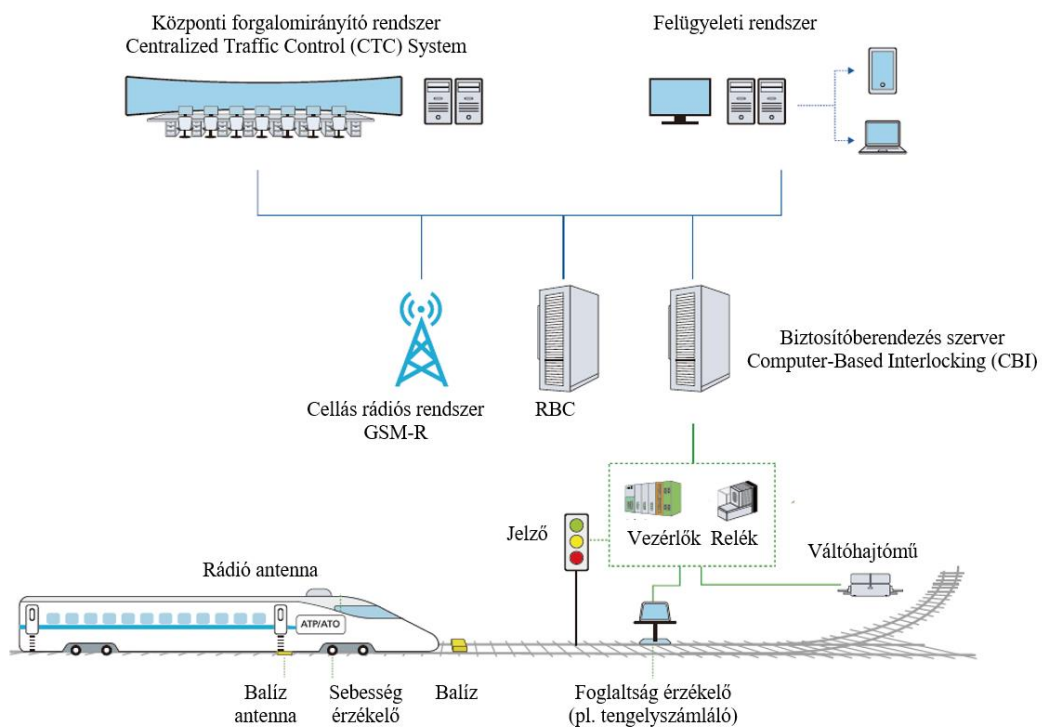 Központi forgalomirányító rendszer
Centralized Traffic Control (CTC) System
Felügyeleti rendszer
Biztosítóberendezés szerver
Computer-Based Interlocking (CBI)
Cellás rádiós rendszer
GSM-R
RBC
Jelző
Vezérlők
Relék
Váltóhajtómű
Rádió antenna
ATP/ATO
Balíz
antenna
Sebesség
érzékelő
Balíz
Foglaltság érzékelő
(pl. tengelyszámláló)